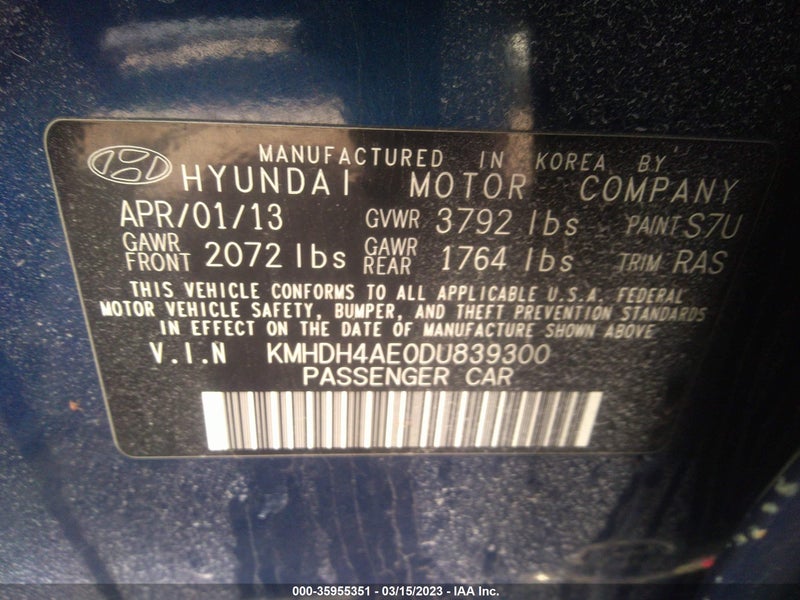 MANUFACTURED IN KOREA BY
HYUNDAI MOTOR COMPANY
APR/01/13 GVWR 3792 lbs PAINT S7U
GAWR FRONT 2072 lbs GAWR REAR 1764 lbs TRIM RAS
THIS VEHICLE CONFORMS TO ALL APPLICABLE U.S.A. FEDERAL
MOTOR VEHICLE SAFETY, BUMPER, AND THEFT PREVENTION STANDARDS
IN EFFECT ON THE DATE OF MANUFACTURE SHOWN ABOVE
V.I.N KMHDH4AE0DU839300
PASSENGER CAR
000-35955351 - 03/15/2023 - IAA Inc.